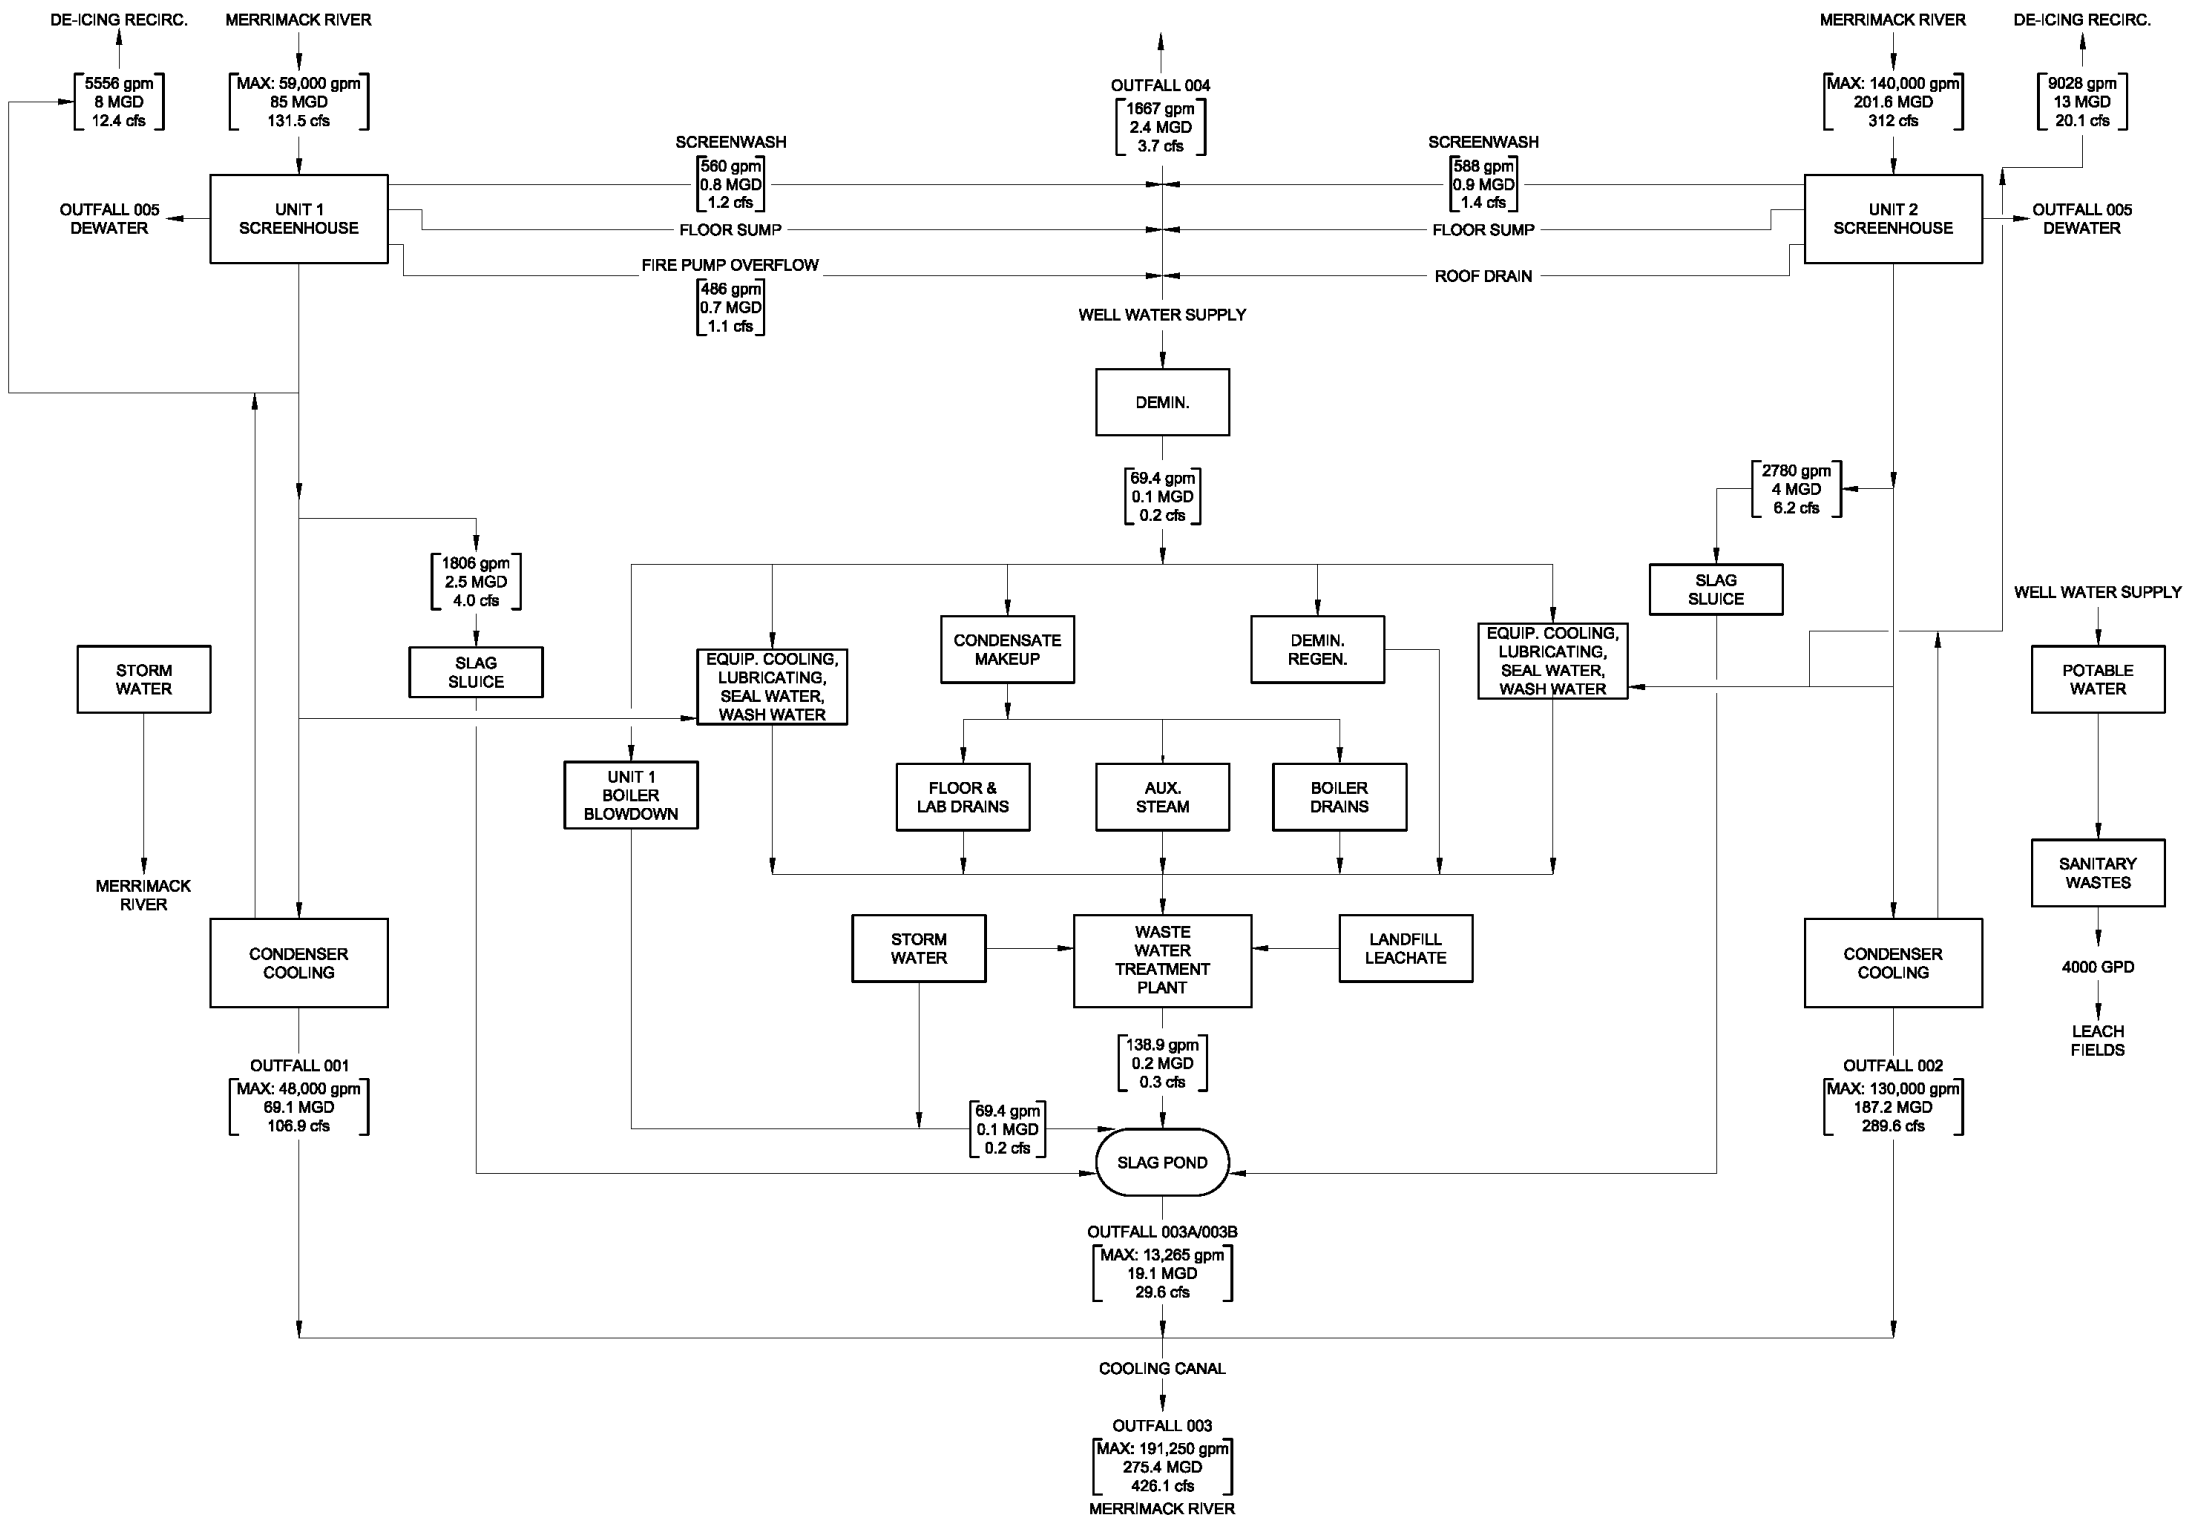 DE-ICING RECIRC.
5556 gpm
8 MGD
12.4 cfs
MERRIMACK RIVER
MAX: 59,000 gpm
85 MGD
131.5 cfs
OUTFALL 004
1667 gpm
2.4 MGD
3.7 cfs
MERRIMACK RIVER
MAX: 140,000 gpm
201.6 MGD
312 cfs
DE-ICING RECIRC.
9028 gpm
13 MGD
20.1 cfs
OUTFALL 005
DEWATER
UNIT 1
SCREENHOUSE
SCREENWASH
560 gpm
0.8 MGD
1.2 cfs
FLOOR SUMP
FIRE PUMP OVERFLOW
486 gpm
0.7 MGD
1.1 cfs
SCREENWASH
588 gpm
0.9 MGD
1.4 cfs
FLOOR SUMP
ROOF DRAIN
UNIT 2
SCREENHOUSE
OUTFALL 005
DEWATER
WELL WATER SUPPLY
DEMIN.
69.4 gpm
0.1 MGD
0.2 cfs
2780 gpm
4 MGD
6.2 cfs
1806 gpm
2.5 MGD
4.0 cfs
SLAG
SLUICE
WELL WATER SUPPLY
STORM
WATER
SLAG
SLUICE
EQUIP. COOLING,
LUBRICATING,
SEAL WATER,
WASH WATER
CONDENSATE
MAKEUP
DEMIN.
REGEN.
EQUIP. COOLING,
LUBRICATING,
SEAL WATER,
WASH WATER
POTABLE
WATER
UNIT 1
BOILER
BLOWDOWN
FLOOR &
LAB DRAINS
AUX.
STEAM
BOILER
DRAINS
MERRIMACK
RIVER
SANITARY
WASTES
CONDENSER
COOLING
STORM
WATER
WASTE
WATER
TREATMENT
PLANT
LANDFILL
LEACHATE
CONDENSER
COOLING
4000 GPD
LEACH
FIELDS
OUTFALL 001
MAX: 48,000 gpm
69.1 MGD
106.9 cfs
138.9 gpm
0.2 MGD
0.3 cfs
69.4 gpm
0.1 MGD
0.2 cfs
OUTFALL 002
MAX: 130,000 gpm
187.2 MGD
289.6 cfs
SLAG POND
OUTFALL 003A/003B
MAX: 13,265 gpm
19.1 MGD
29.6 cfs
COOLING CANAL
OUTFALL 003
MAX: 191,250 gpm
275.4 MGD
426.1 cfs
MERRIMACK RIVER